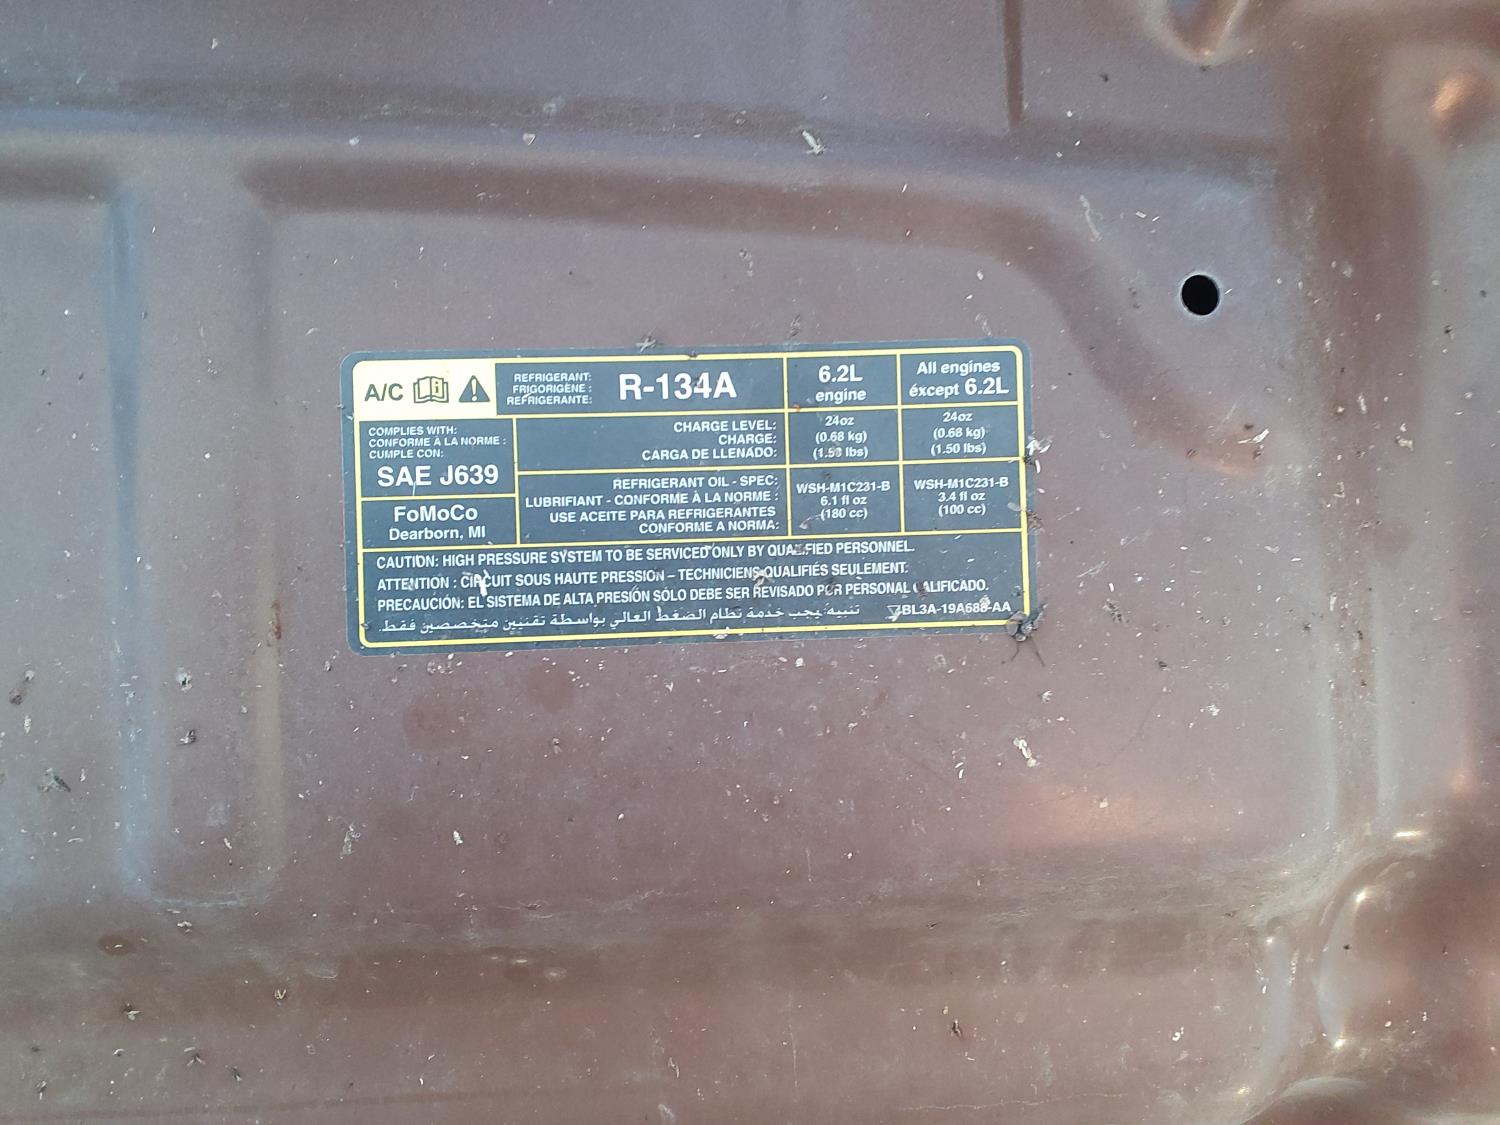 A/C
REFRIGERANT:
FRIGORIGÈNE :
REFRIGERANTE:
R-134A
6.2L
engine
All engines
éxcept 6.2L
COMPLIES WITH:
CONFORME À LA NORME :
CUMPLE CON:
SAE J639
FoMoCo
Dearborn, MI
CHARGE LEVEL:
CHARGE:
CARGA DE LLENADO:
24oz
(0.68 kg)
(1.50 lbs)
24oz
(0.68 kg)
(1.50 lbs)
REFRIGERANT OIL - SPEC:
LUBRIFIANT - CONFORME À LA NORME :
USE ACEITE PARA REFRIGERANTES
CONFORME A NORMA:
WSH-M1C231-B
6.1 fl oz
(180 cc)
WSH-M1C231-B
3.4 fl oz
(100 cc)
CAUTION: HIGH PRESSURE SYSTEM TO BE SERVICED ONLY BY QUALIFIED PERSONNEL.
ATTENTION : CIRCUIT SOUS HAUTE PRESSION – TECHNICIENS QUALIFIÉS SEULEMENT.
PRECAUCIÓN: EL SISTEMA DE ALTA PRESIÓN SÓLO DEBE SER REVISADO POR PERSONAL CALIFICADO.
تنبيه: يجب خدمة نظام الضغط العالي بواسطة تقنيين متخصصين فقط.
BL3A-19A688-AA